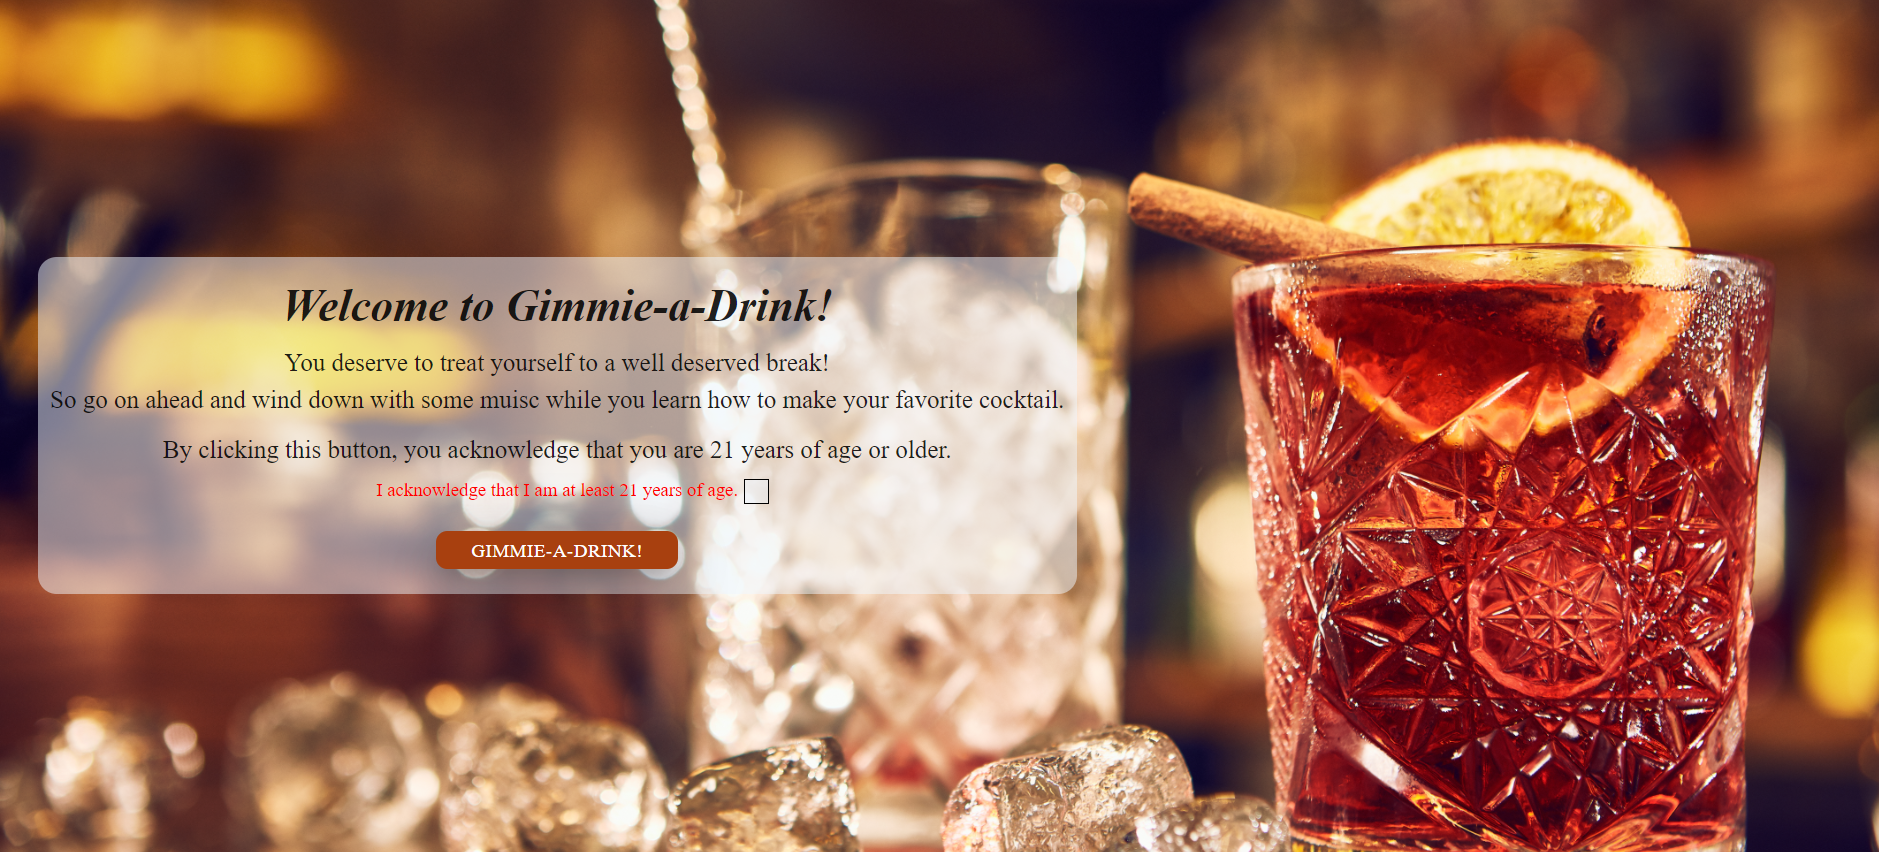 Welcome to Gimmie-a-Drink!
You deserve to treat yourself to a well deserved break!
So go on ahead and wind down with some muisc while you learn how to make your favorite cocktail.
By clicking this button, you acknowledge that you are 21 years of age or older.
I acknowledge that I am at least 21 years of age.
GIMMIE-A-DRINK!